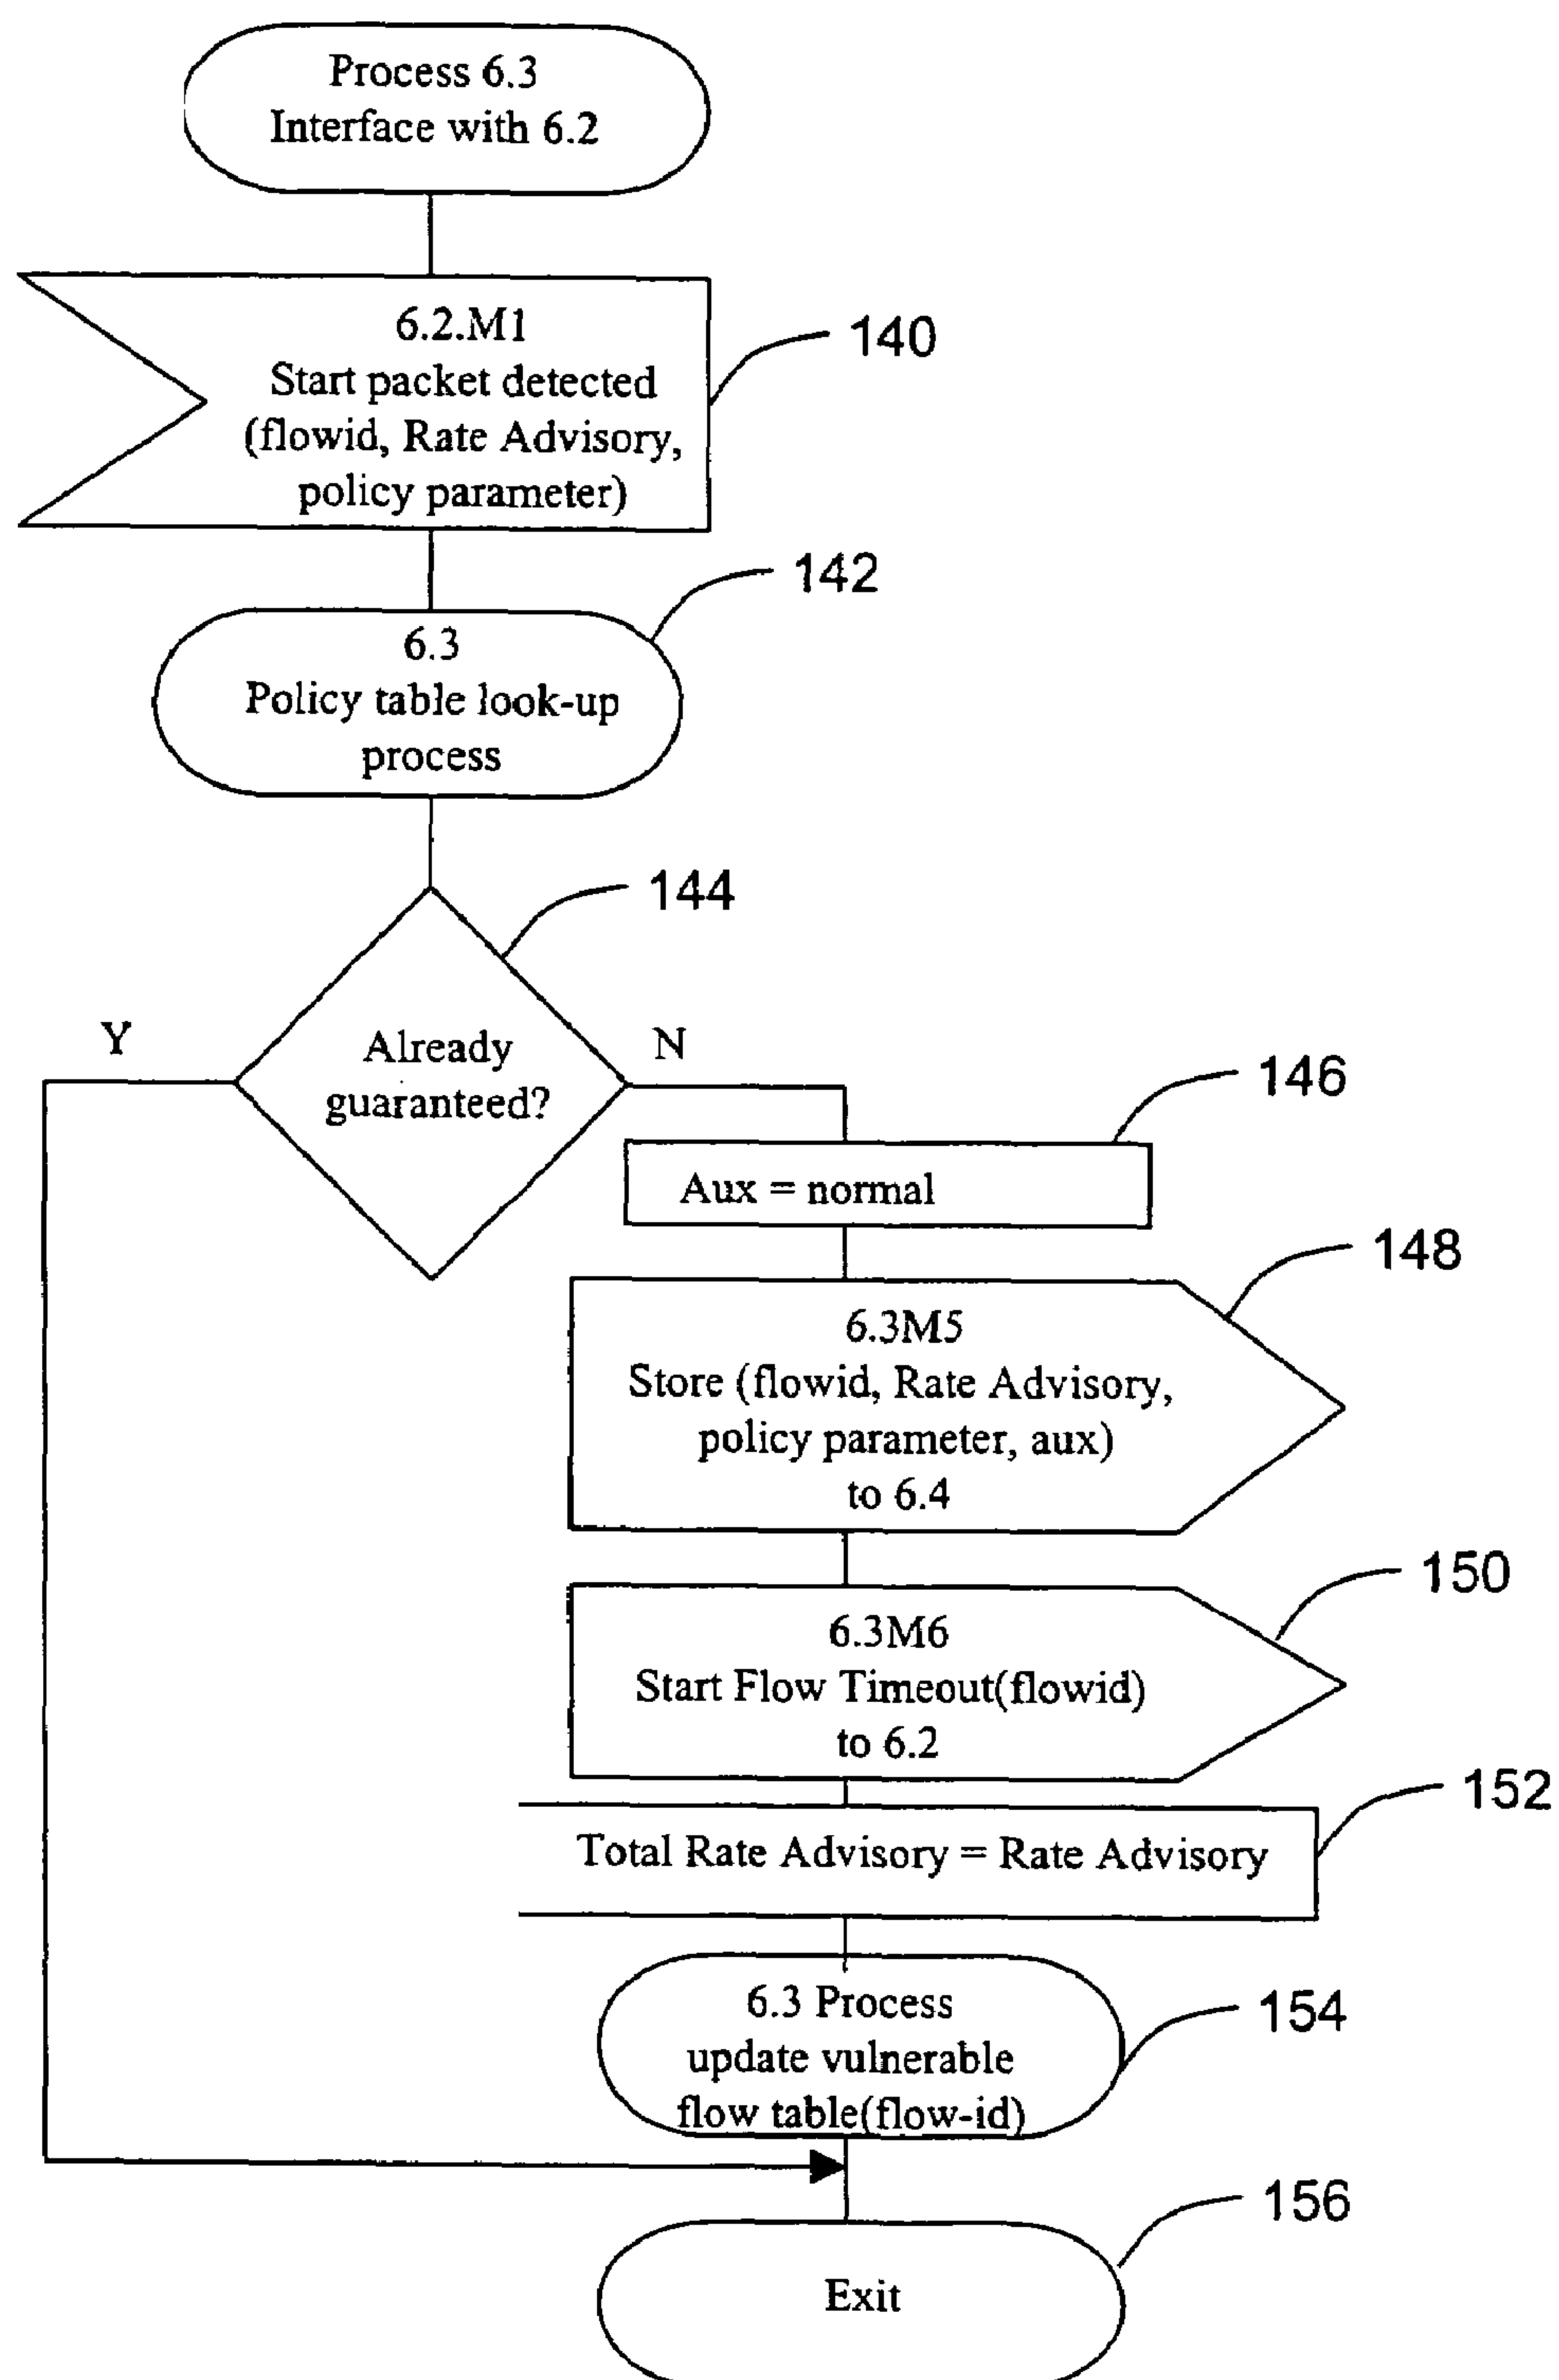 Process 6.3
Interface with 6.2
6.2.M1
Start packet detected
(flowid, Rate Advisory,
policy parameter)
140
142
6.3
Policy table look-up
process
144
Y
N
Already
guaranteed?
146
Aux = normal
148
6.3M5
Store (flowid, Rate Advisory,
policy parameter, aux)
to 6.4
150
6.3M6
Start Flow Timeout(flowid)
to 6.2
152
Total Rate Advisory = Rate Advisory
154
6.3 Process
update vulnerable
flow table(flow-id)
156
Exit